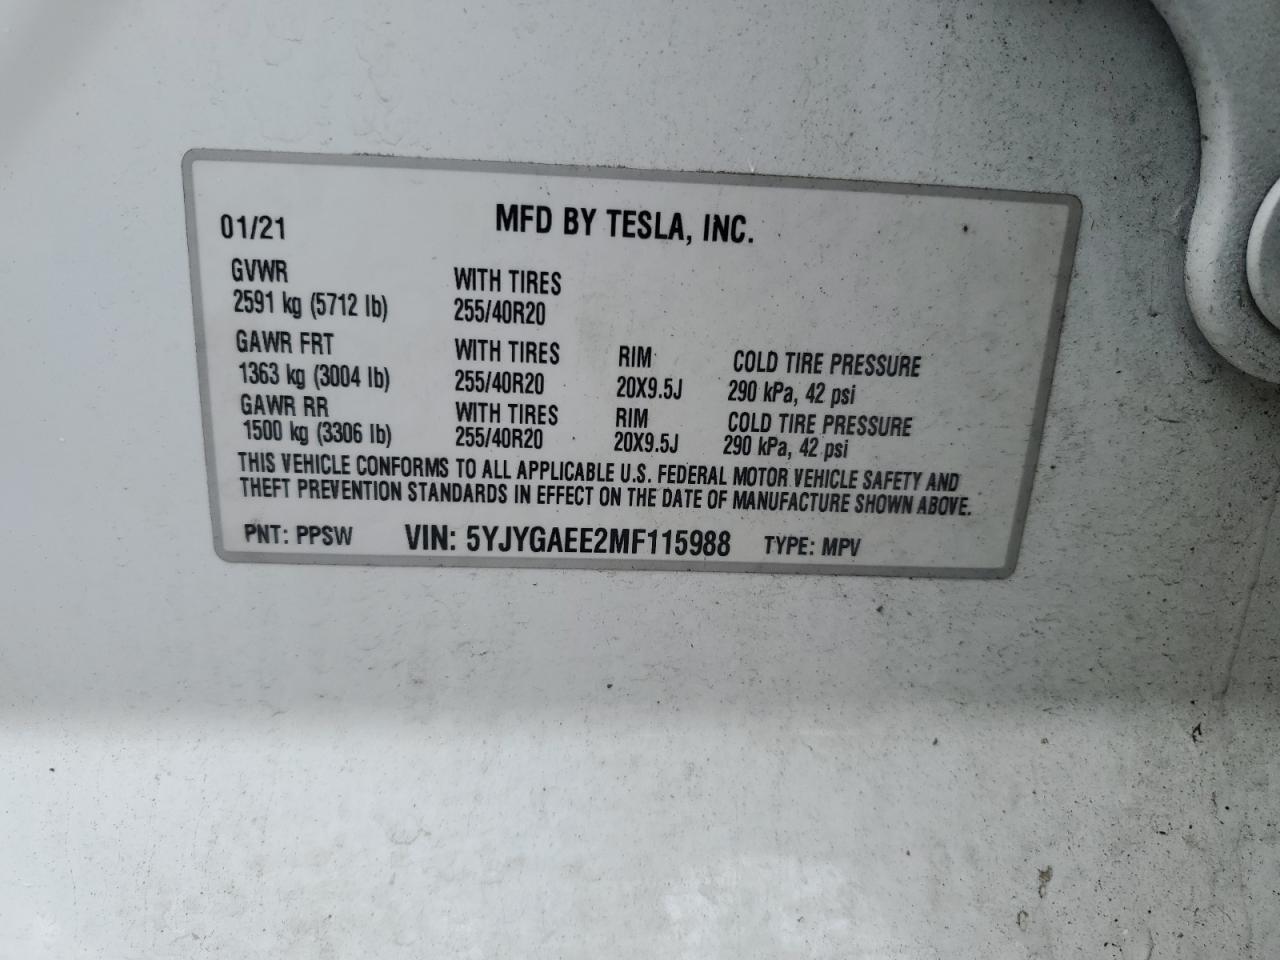 01/21 MFD BY TESLA, INC.
GVWR WITH TIRES
2591 kg (5712 lb) 255/40R20
GAWR FRT WITH TIRES RIM COLD TIRE PRESSURE
1363 kg (3004 lb) 255/40R20 20X9.5J 290 kPa, 42 psi
GAWR RR WITH TIRES RIM COLD TIRE PRESSURE
1500 kg (3306 lb) 255/40R20 20X9.5J 290 kPa, 42 psi
THIS VEHICLE CONFORMS TO ALL APPLICABLE U.S. FEDERAL MOTOR VEHICLE SAFETY AND
THEFT PREVENTION STANDARDS IN EFFECT ON THE DATE OF MANUFACTURE SHOWN ABOVE.
PNT: PPSW VIN: 5YJYGAEE2MF115988 TYPE: MPV